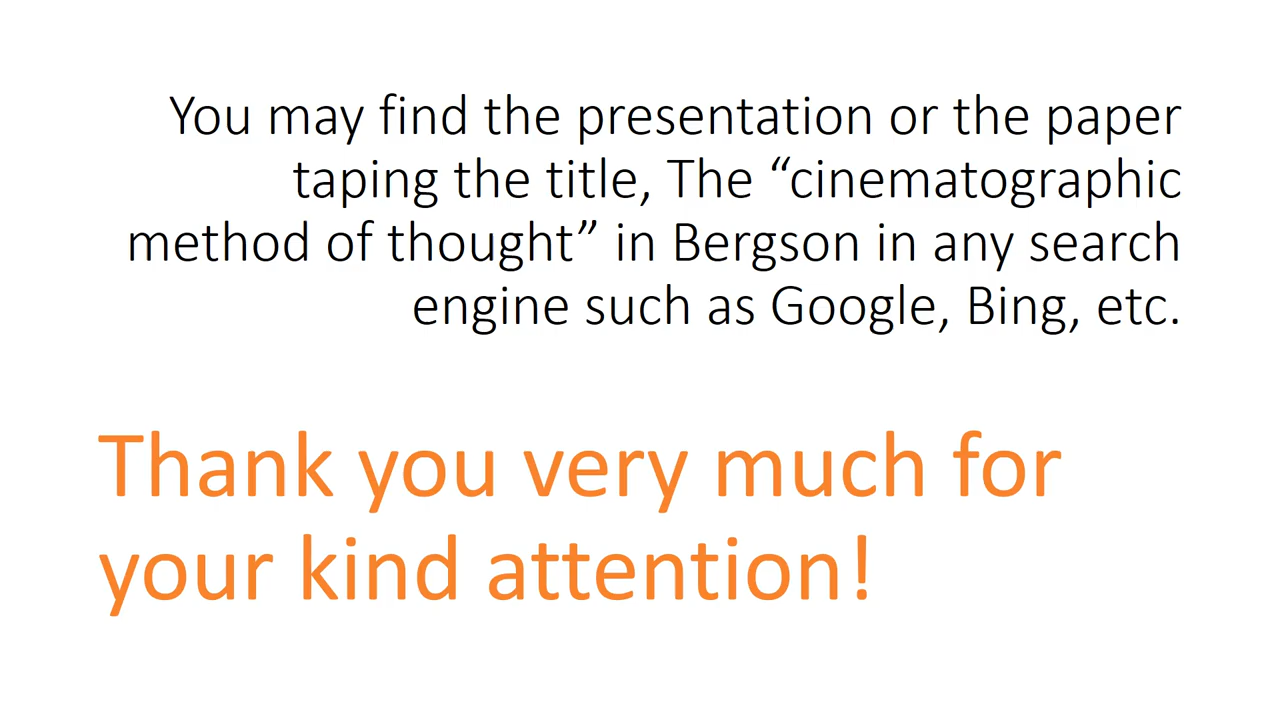 You may find the presentation or the paper
taping the title, The “cinematographic
method of thought” in Bergson in any search
engine such as Google, Bing, etc.
Thank you very much for
your kind attention!